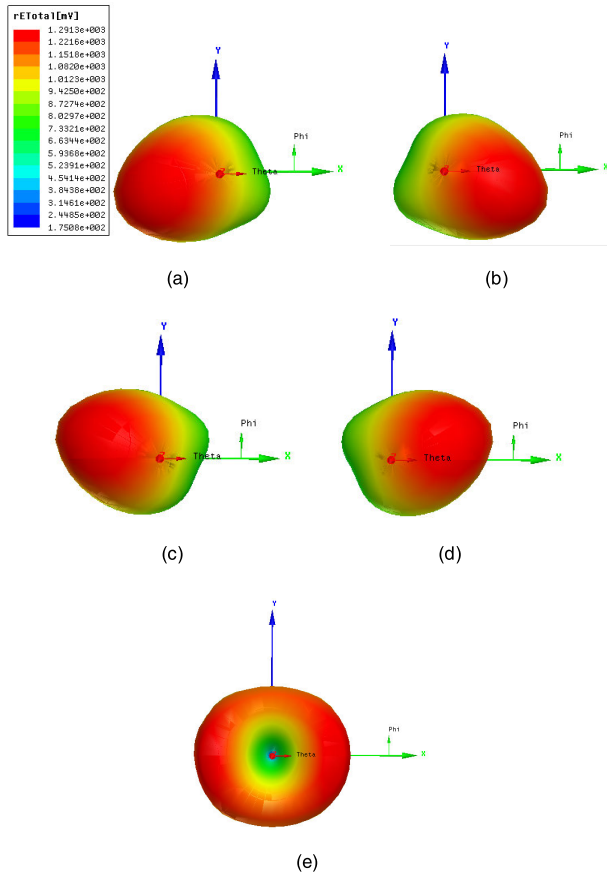 rETotal[mV]
1.2913e+003
1.2216e+003
1.1518e+003
1.0820e+003
1.0123e+003
9.4250e+002
8.7274e+002
8.0297e+002
7.3321e+002
6.6344e+002
5.9368e+002
5.2391e+002
4.5414e+002
3.8438e+002
3.1461e+002
2.4485e+002
1.7508e+002
Y
Phi
Theta
X
(a)
Y
Phi
Theta
X
(b)
Y
Phi
Theta
X
(c)
Y
Phi
Theta
X
(d)
Y
Phi
Theta
X
(e)